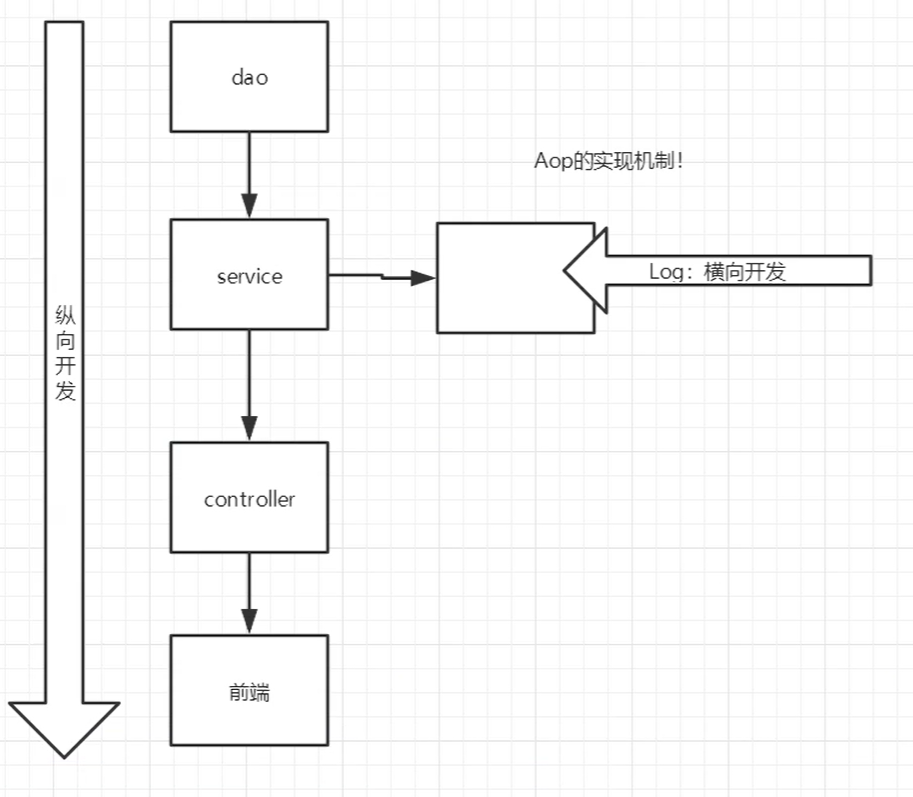 dao
Aop的实现机制！
service
Log：横向开发
纵
向
开
发
controller
前端